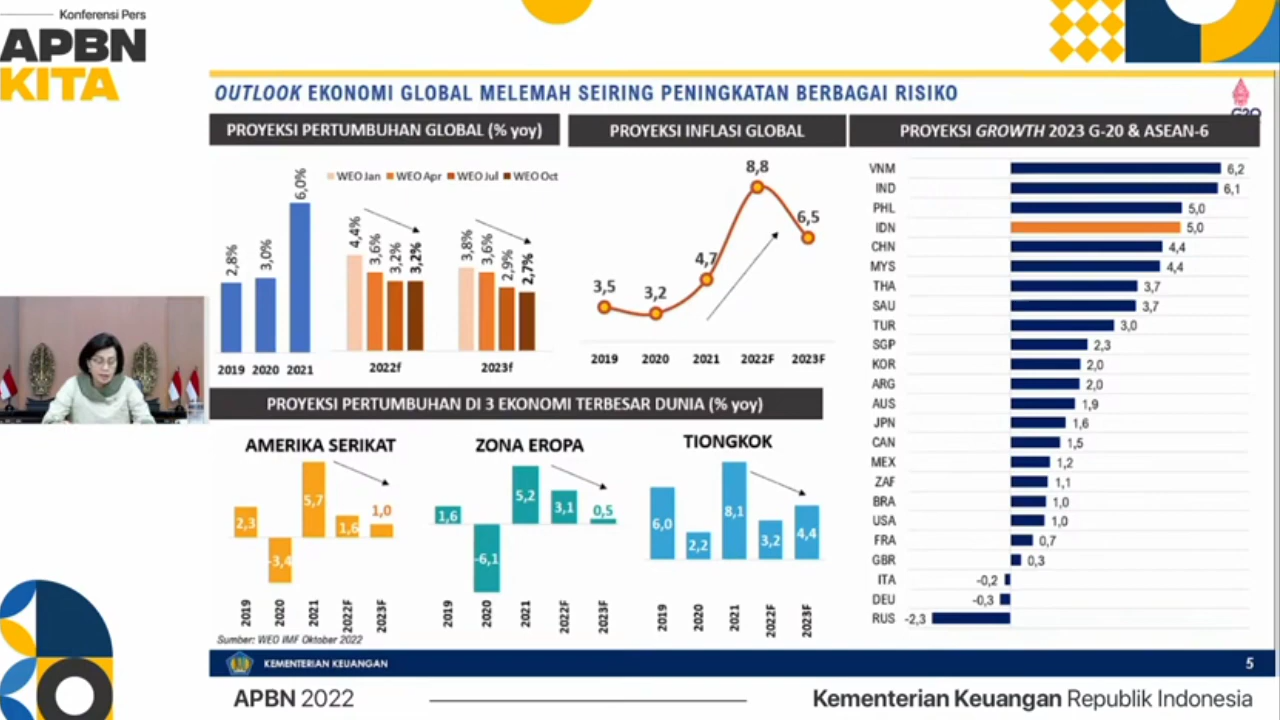 Konferensi Pers
APBN
KITA
OUTLOOK EKONOMI GLOBAL MELEMAH SEIRING PENINGKATAN BERBAGAI RISIKO
G20
PROYEKSI PERTUMBUHAN GLOBAL (% yoy)
WEO Jan WEO Apr WEO Jul WEO Oct
2,8%
3,0%
6,0%
4,4%
3,6%
3,2%
3,2%
3,8%
3,6%
2,9%
2,7%
2019 2020 2021 2022f 2023f
PROYEKSI INFLASI GLOBAL
3,5
3,2
4,7
8,8
6,5
2019 2020 2021 2022F 2023F
PROYEKSI GROWTH 2023 G-20 & ASEAN-6
VNM 6,2
IND 6,1
PHL 5,0
IDN 5,0
CHN 4,4
MYS 4,4
THA 3,7
SAU 3,7
TUR 3,0
SGP 2,3
KOR 2,0
ARG 2,0
AUS 1,9
JPN 1,6
CAN 1,5
MEX 1,2
ZAF 1,1
BRA 1,0
USA 1,0
FRA 0,7
GBR 0,3
ITA -0,2
DEU -0,3
RUS -2,3
PROYEKSI PERTUMBUHAN DI 3 EKONOMI TERBESAR DUNIA (% yoy)
AMERIKA SERIKAT
2,3
-3,4
5,7
1,6
1,0
2019 2020 2021 2022F 2023F
ZONA EROPA
1,6
-6,1
5,2
3,1
0,5
2019 2020 2021 2022F 2023F
TIONGKOK
6,0
2,2
8,1
3,2
4,4
2019 2020 2021 2022F 2023F
Sumber: WEO IMF Oktober 2022
KEMENTERIAN KEUANGAN
5
APBN 2022
Kementerian Keuangan Republik Indonesia